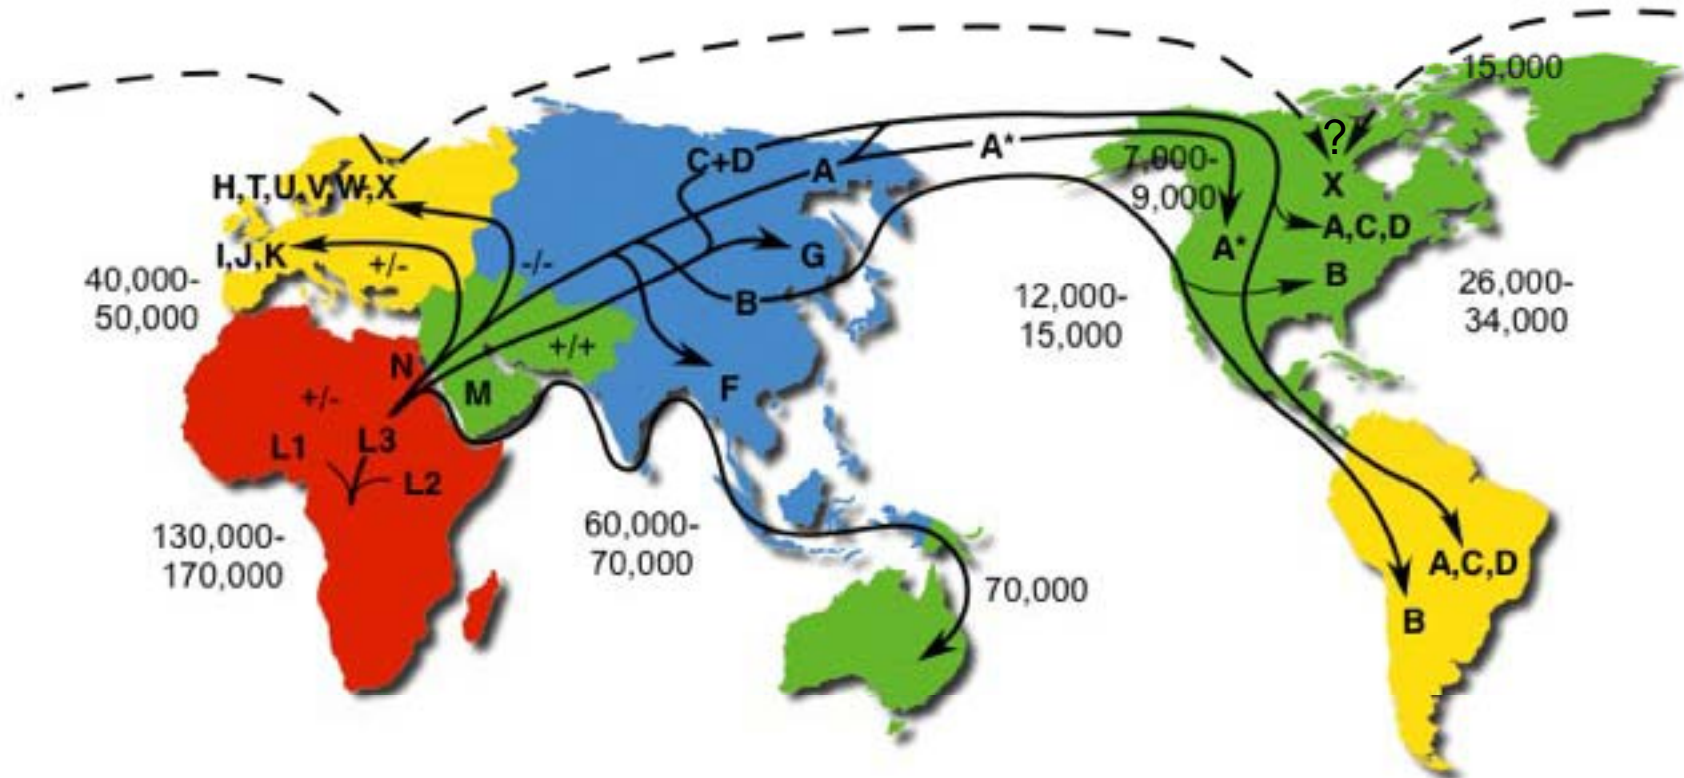 15,000
?
C+D
A*
7,000-
9,000
A
H,T,U,V,W,X
X
A,C,D
A*
I,J,K
+/-
-/-
G
B
B
40,000-
50,000
12,000-
15,000
26,000-
34,000
N
+/+
M
F
+/-
L1
L3
L2
130,000-
170,000
60,000-
70,000
70,000
A,C,D
B